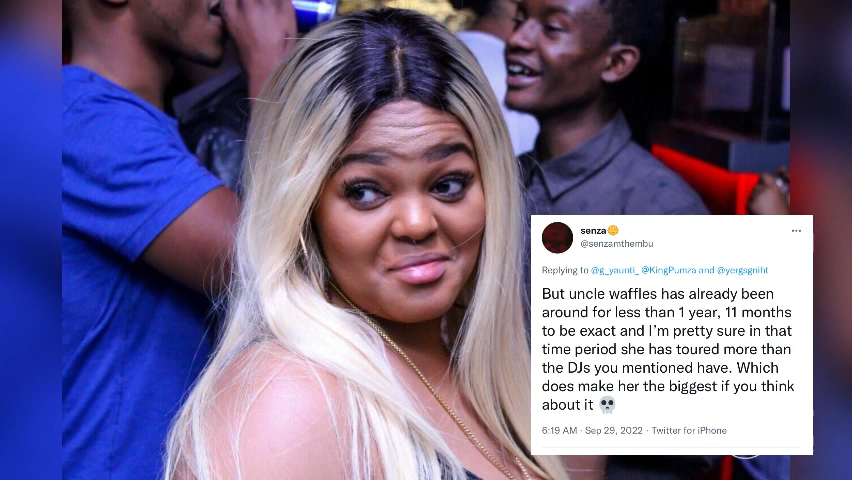 senza🌼
@senzamthembu
Replying to @g_yaunti_ @KingPumza and @yergsgniht
But uncle waffles has already been
around for less than 1 year, 11 months
to be exact and I'm pretty sure in that
time period she has toured more than
the DJs you mentioned have. Which
does make her the biggest if you think
about it 💀
6:19 AM · Sep 29, 2022 · Twitter for iPhone